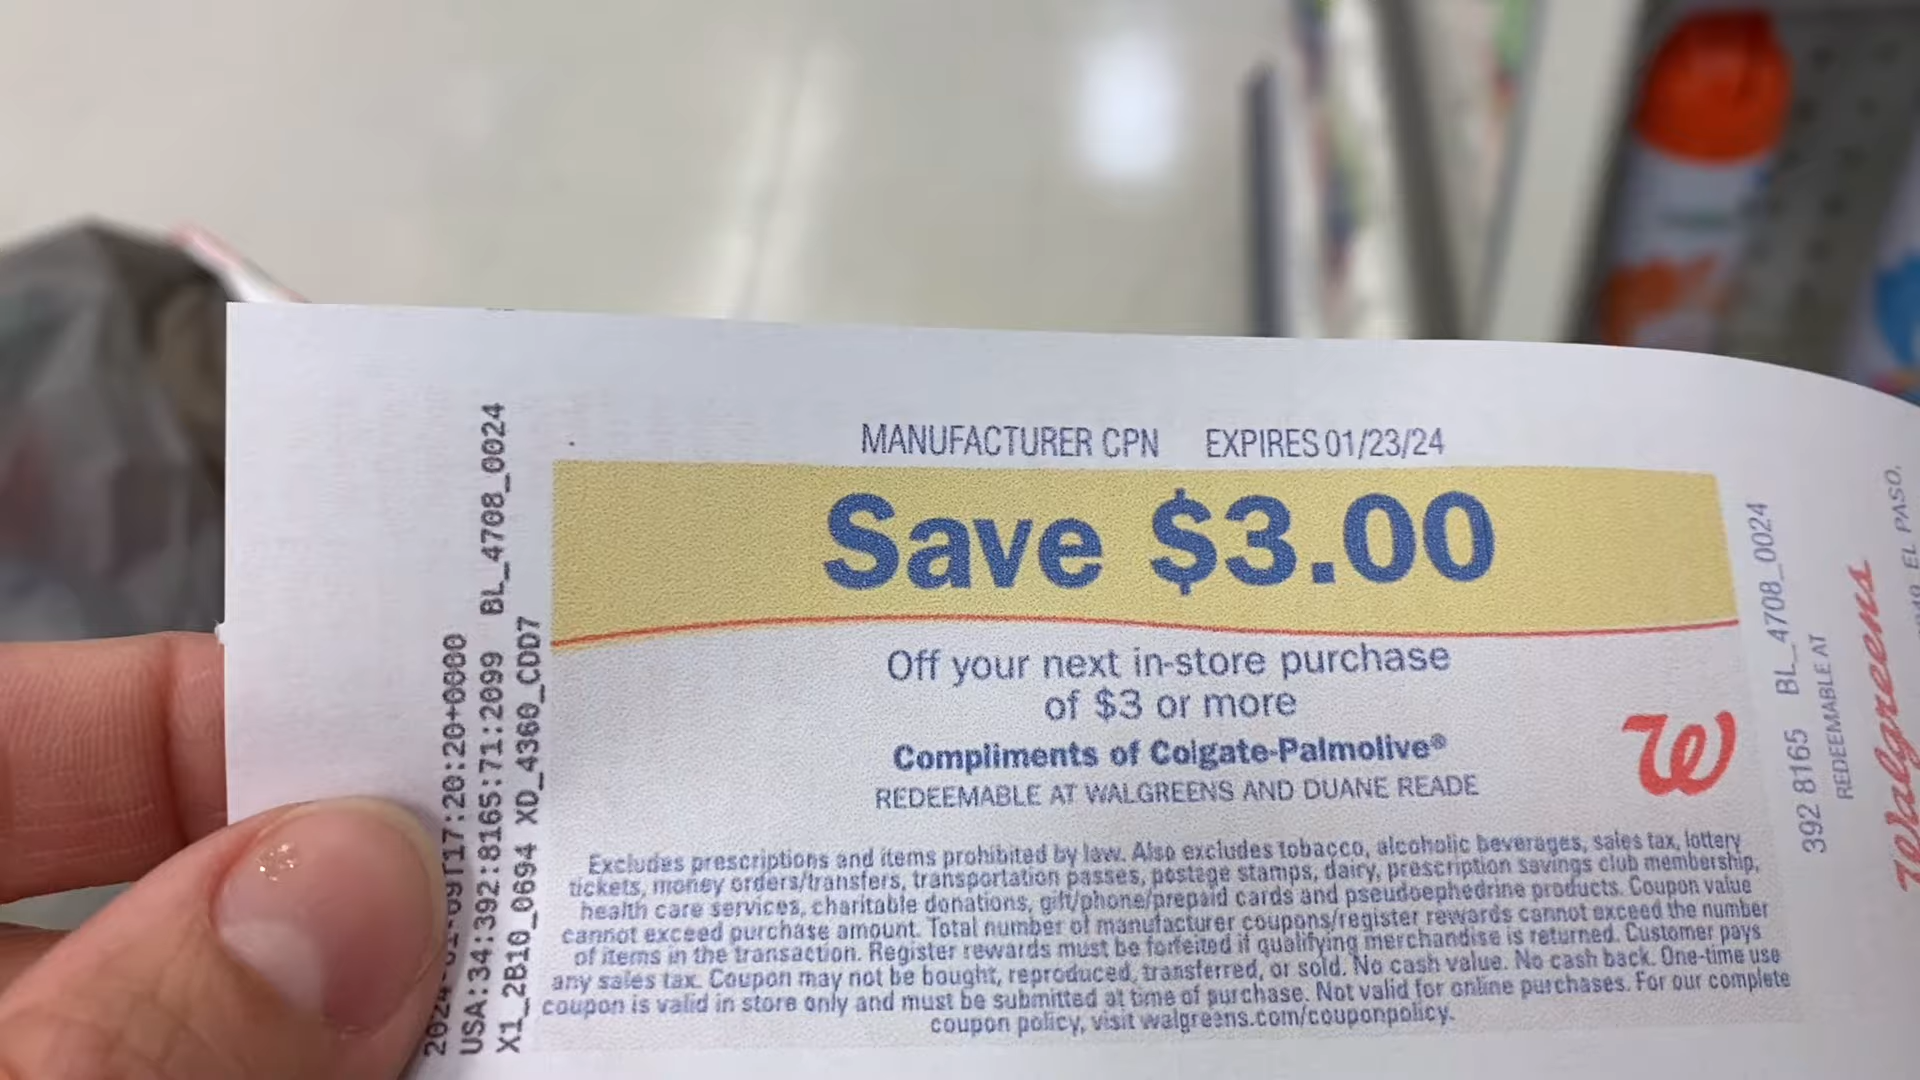 MANUFACTURER CPN EXPIRES 01/23/24
Save $3.00
Off your next in-store purchase
of $3 or more
Compliments of Colgate-Palmolive®
REDEEMABLE AT WALGREENS AND DUANE READE
W
Excludes prescriptions and items prohibited by law. Also excludes tobacco, alcoholic beverages, sales tax, lottery
tickets, money orders/transfers, transportation passes, postage stamps, dairy, prescription savings club membership,
health care services, charitable donations, gift/phone/prepaid cards and pseudoephedrine products. Coupon value
cannot exceed purchase amount. Total number of manufacturer coupons/register rewards cannot exceed the number
of items in the transaction. Register rewards must be forfeited if qualifying merchandise is returned. Customer pays
any sales tax. Coupon may not be bought, reproduced, transferred, or sold. No cash value. No cash back. One-time use
coupon is valid in store only and must be submitted at time of purchase. Not valid for online purchases. For our complete
coupon policy, visit walgreens.com/couponpolicy.
USA:34:392:8165:71:2099 BL_4708_0024
X1_2B10_0694 XD_4360_CDD7
392 8165 BL_4708_0024
REDEEMABLE AT
Walgreens
EL PASO,